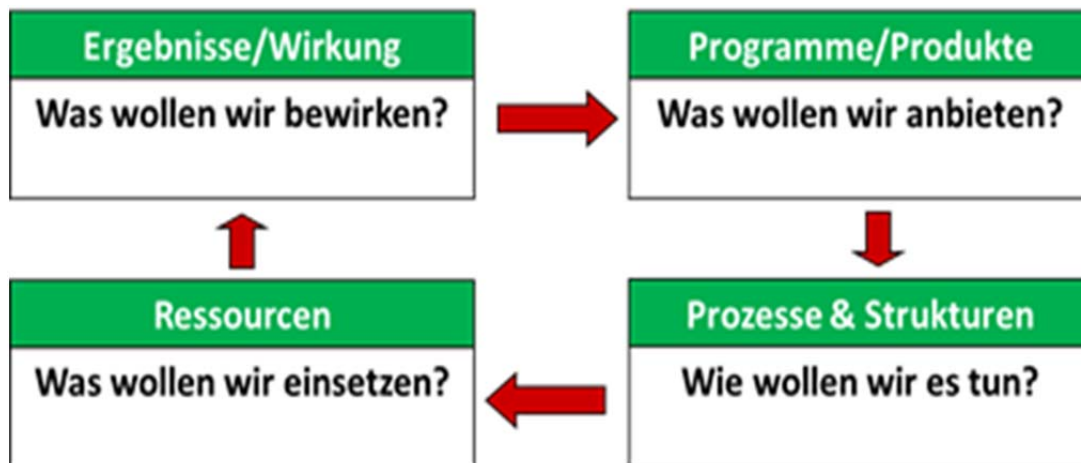 Ergebnisse/Wirkung
Was wollen wir bewirken?
Programme/Produkte
Was wollen wir anbieten?
Ressourcen
Was wollen wir einsetzen?
Prozesse & Strukturen
Wie wollen wir es tun?